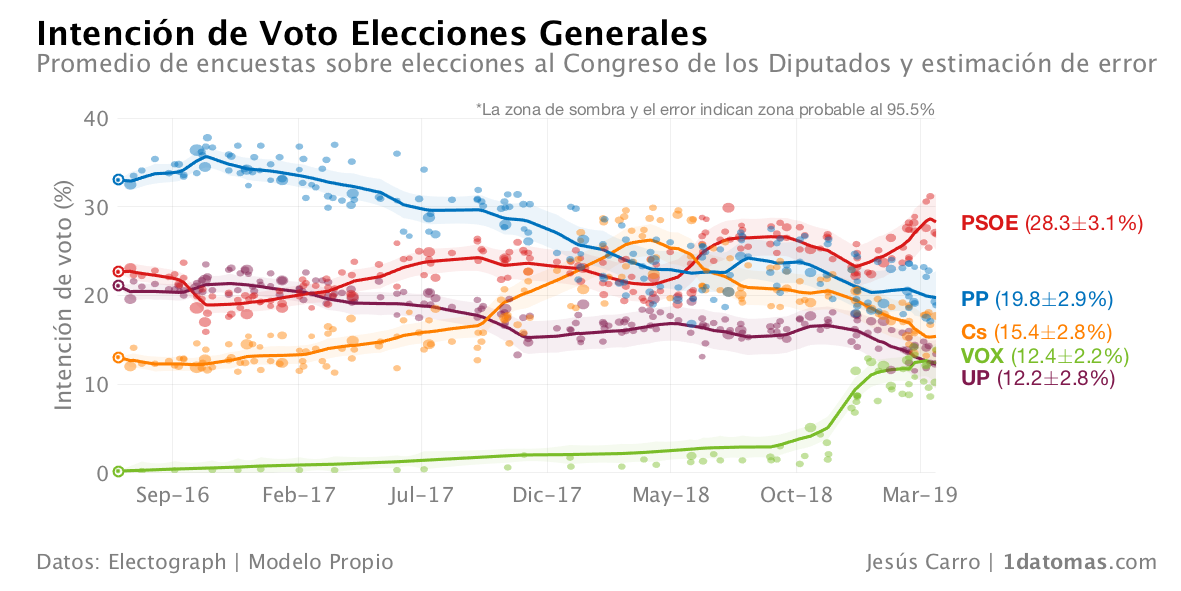 Intención de Voto Elecciones Generales
Promedio de encuestas sobre elecciones al Congreso de los Diputados y estimación de error
*La zona de sombra y el error indican zona probable al 95.5%
Intención de voto (%)
40
30
20
10
0
Sep-16 Feb-17 Jul-17 Dic-17 May-18 Oct-18 Mar-19
PSOE (28.3±3.1%)
PP (19.8±2.9%)
Cs (15.4±2.8%)
VOX (12.4±2.2%)
UP (12.2±2.8%)
Datos: Electograph | Modelo Propio
Jesús Carro | 1datomas.com